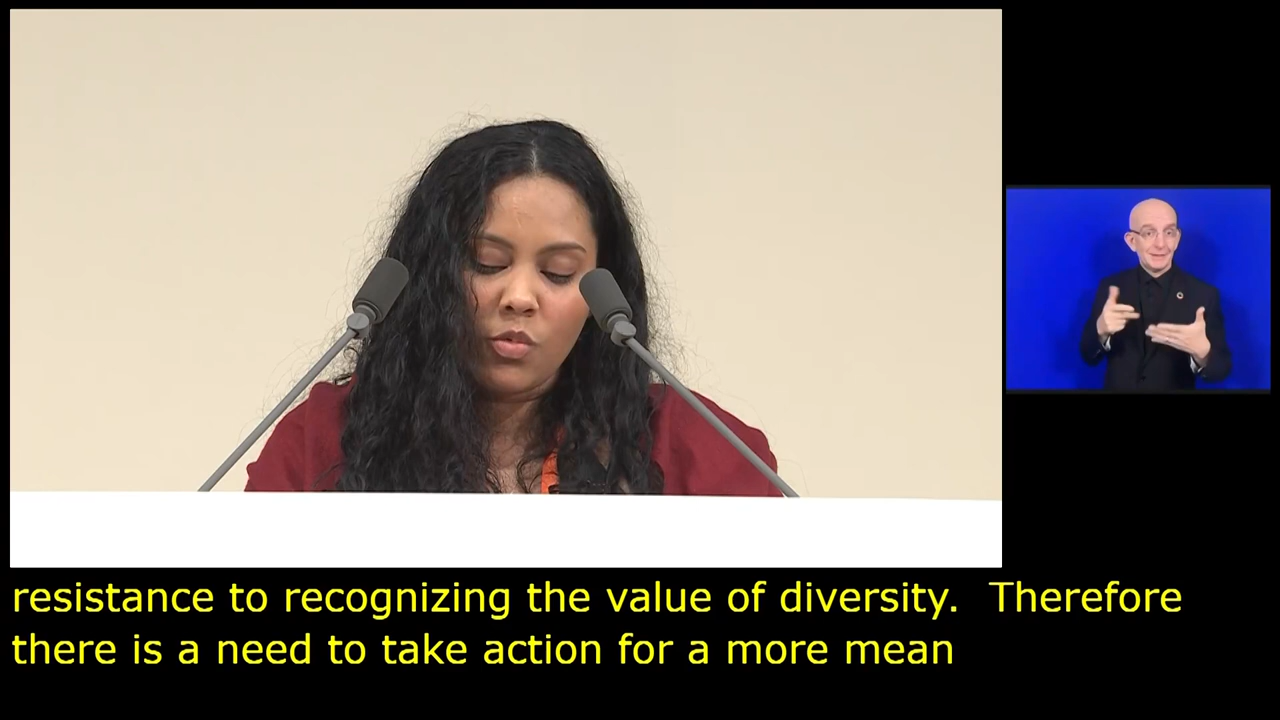 resistance to recognizing the value of diversity.  Therefore
there is a need to take action for a more mean